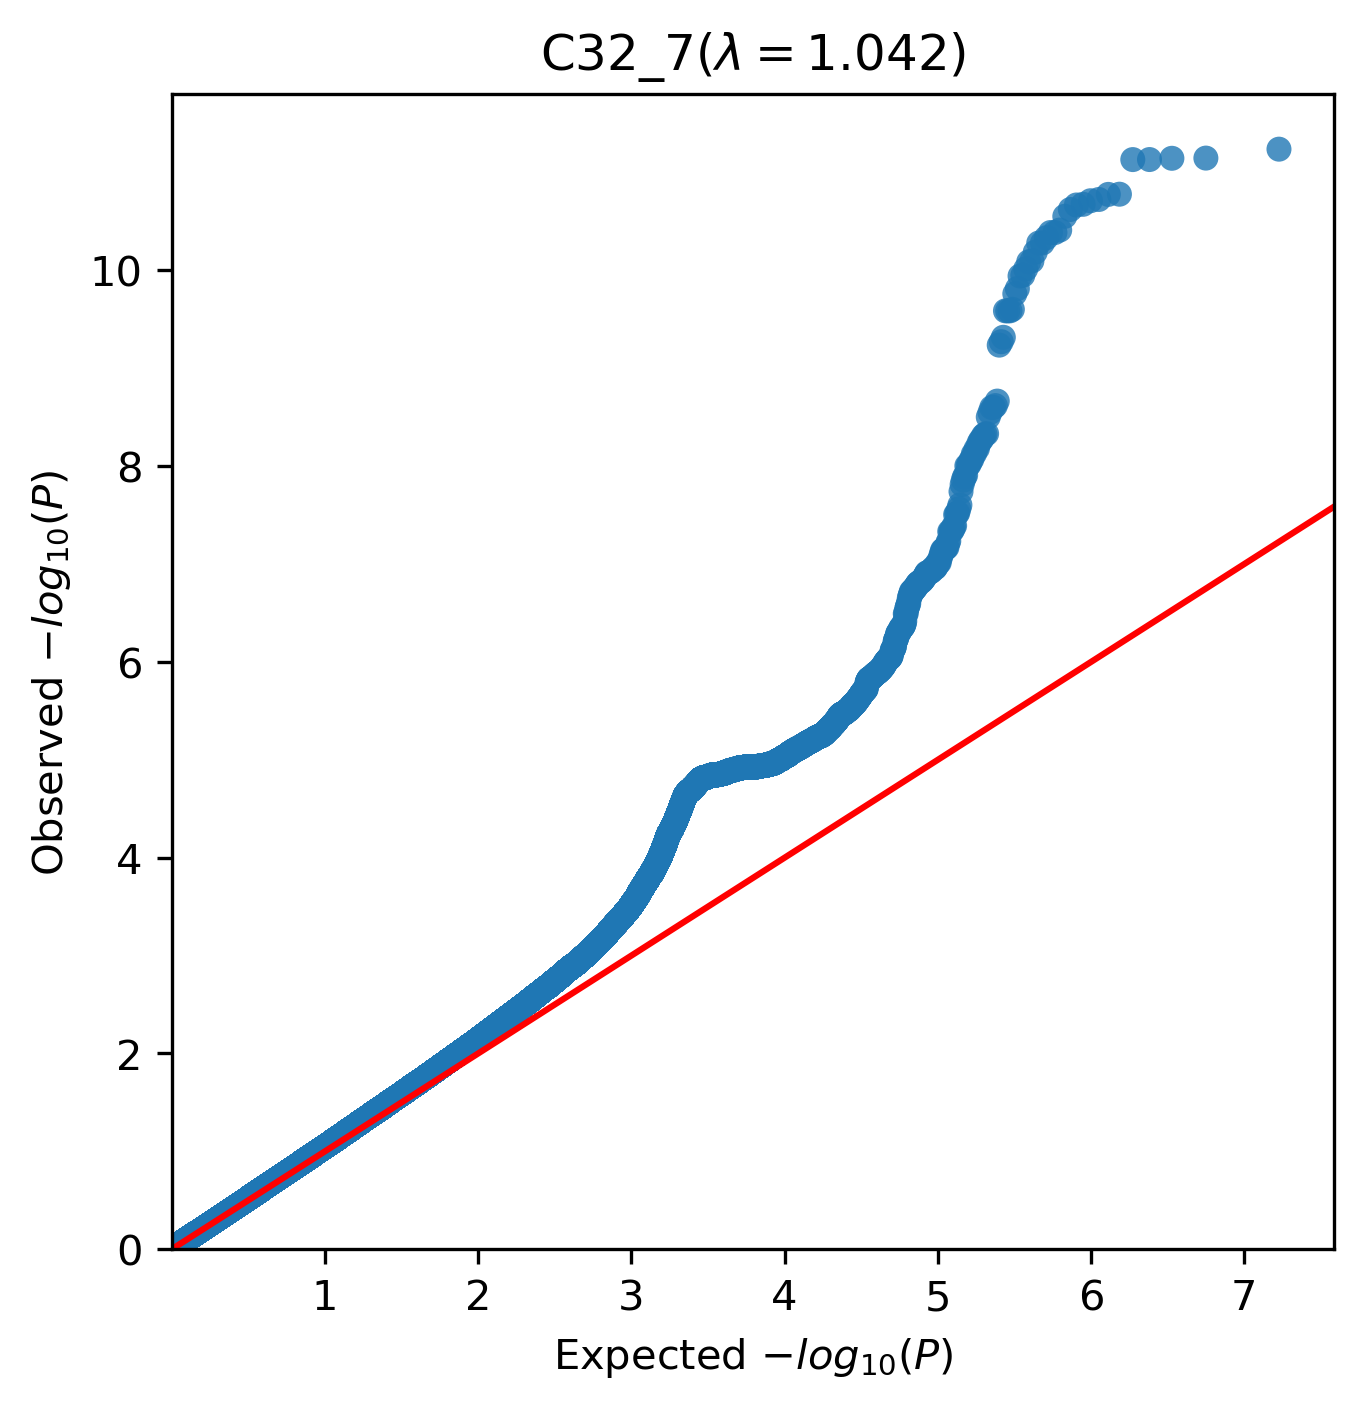 C32_7(λ = 1.042)
Observed −log₁₀(P)
10
8
6
4
2
0
1 2 3 4 5 6 7
Expected −log₁₀(P)